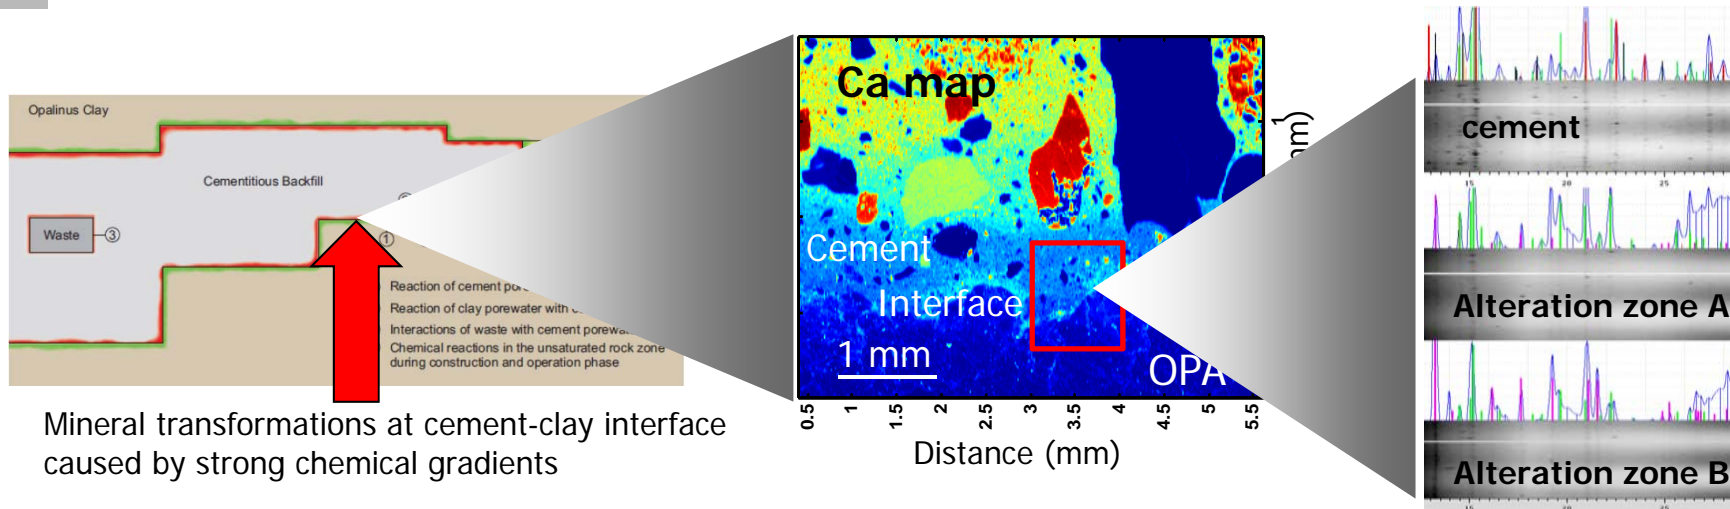 Opalinus Clay
Cementitious Backfill
Waste
3
1
Reaction of cement
Reaction of clay porewater with
Interactions of waste with cement
Chemical reactions in the unsaturated rock zone
during construction and operation phase
Mineral transformations at cement-clay interface
caused by strong chemical gradients
Ca map
Cement
Interface
1 mm
OPA
0.5 1 1.5 2 2.5 3 3.5 4 4.5 5 5.5
Distance (mm)
1
cement
15 20 25
Alteration zone A
Alteration zone B